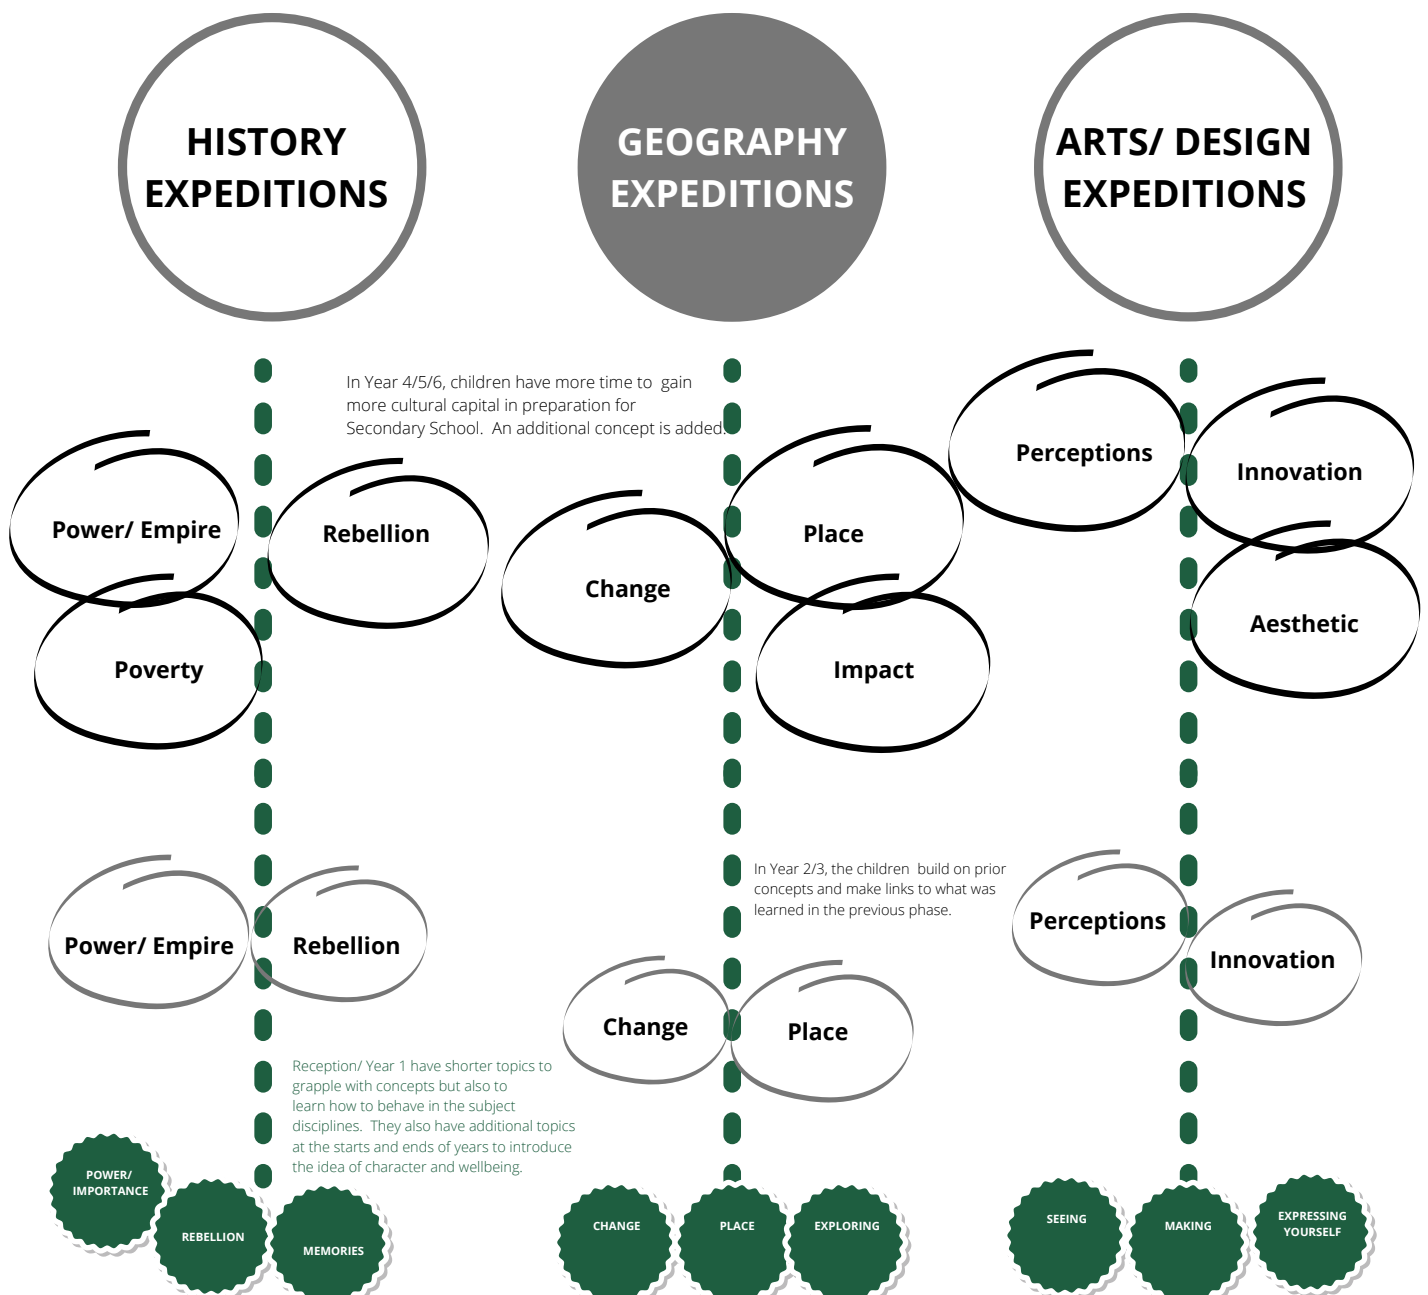 HISTORY
EXPEDITIONS
GEOGRAPHY
EXPEDITIONS
ARTS/ DESIGN
EXPEDITIONS
In Year 4/5/6, children have more time to gain
more cultural capital in preparation for
Secondary School. An additional concept is added.
Power/ Empire
Rebellion
Poverty
Change
Place
Impact
Perceptions
Innovation
Aesthetic
In Year 2/3, the children build on prior
concepts and make links to what was
learned in the previous phase.
Power/ Empire
Rebellion
Change
Place
Perceptions
Innovation
Reception/ Year 1 have shorter topics to
grapple with concepts but also to
learn how to behave in the subject
disciplines. They also have additional topics
at the starts and ends of years to introduce
the idea of character and wellbeing.
POWER/
IMPORTANCE
REBELLION
MEMORIES
CHANGE
PLACE
EXPLORING
SEEING
MAKING
EXPRESSING
YOURSELF